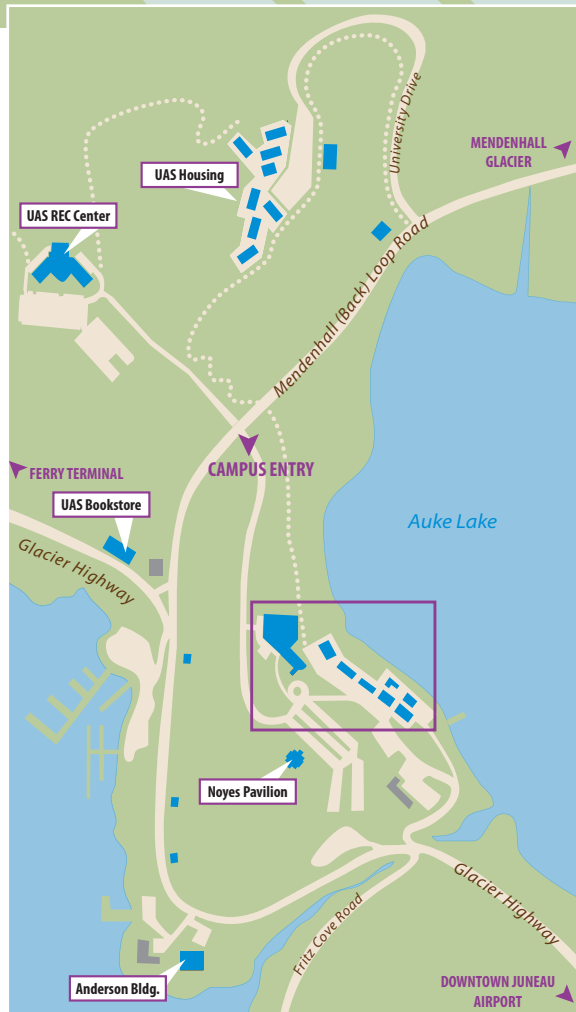 University Drive
MENDENHALL
GLACIER
UAS Housing
UAS REC Center
Mendenhall (Back) Loop Road
CAMPUS ENTRY
FERRY TERMINAL
UAS Bookstore
Auke Lake
Glacier Highway
Noyes Pavilion
Glacier Highway
Fritz Cove Road
Anderson Bldg.
DOWNTOWN JUNEAU
AIRPORT